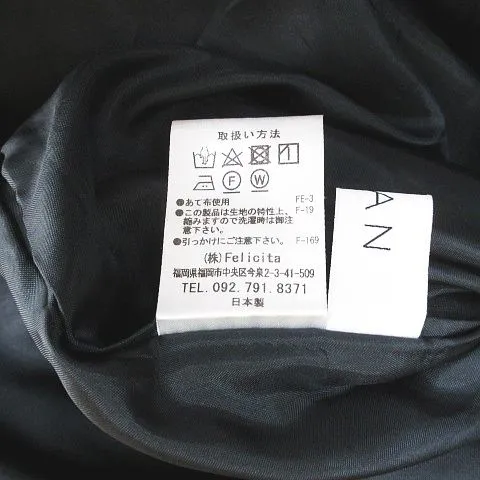 取扱い方法
F W
●あて布使用 FE-3
●この製品は生地の特性上、 F-19
縮みますので洗濯時は御注
意下さい。
●引っかけにご注意下さい。 F-169
(株)Felicita
福岡県福岡市中央区今泉2-3-41-509
TEL.092.791.8371
日本製
AN